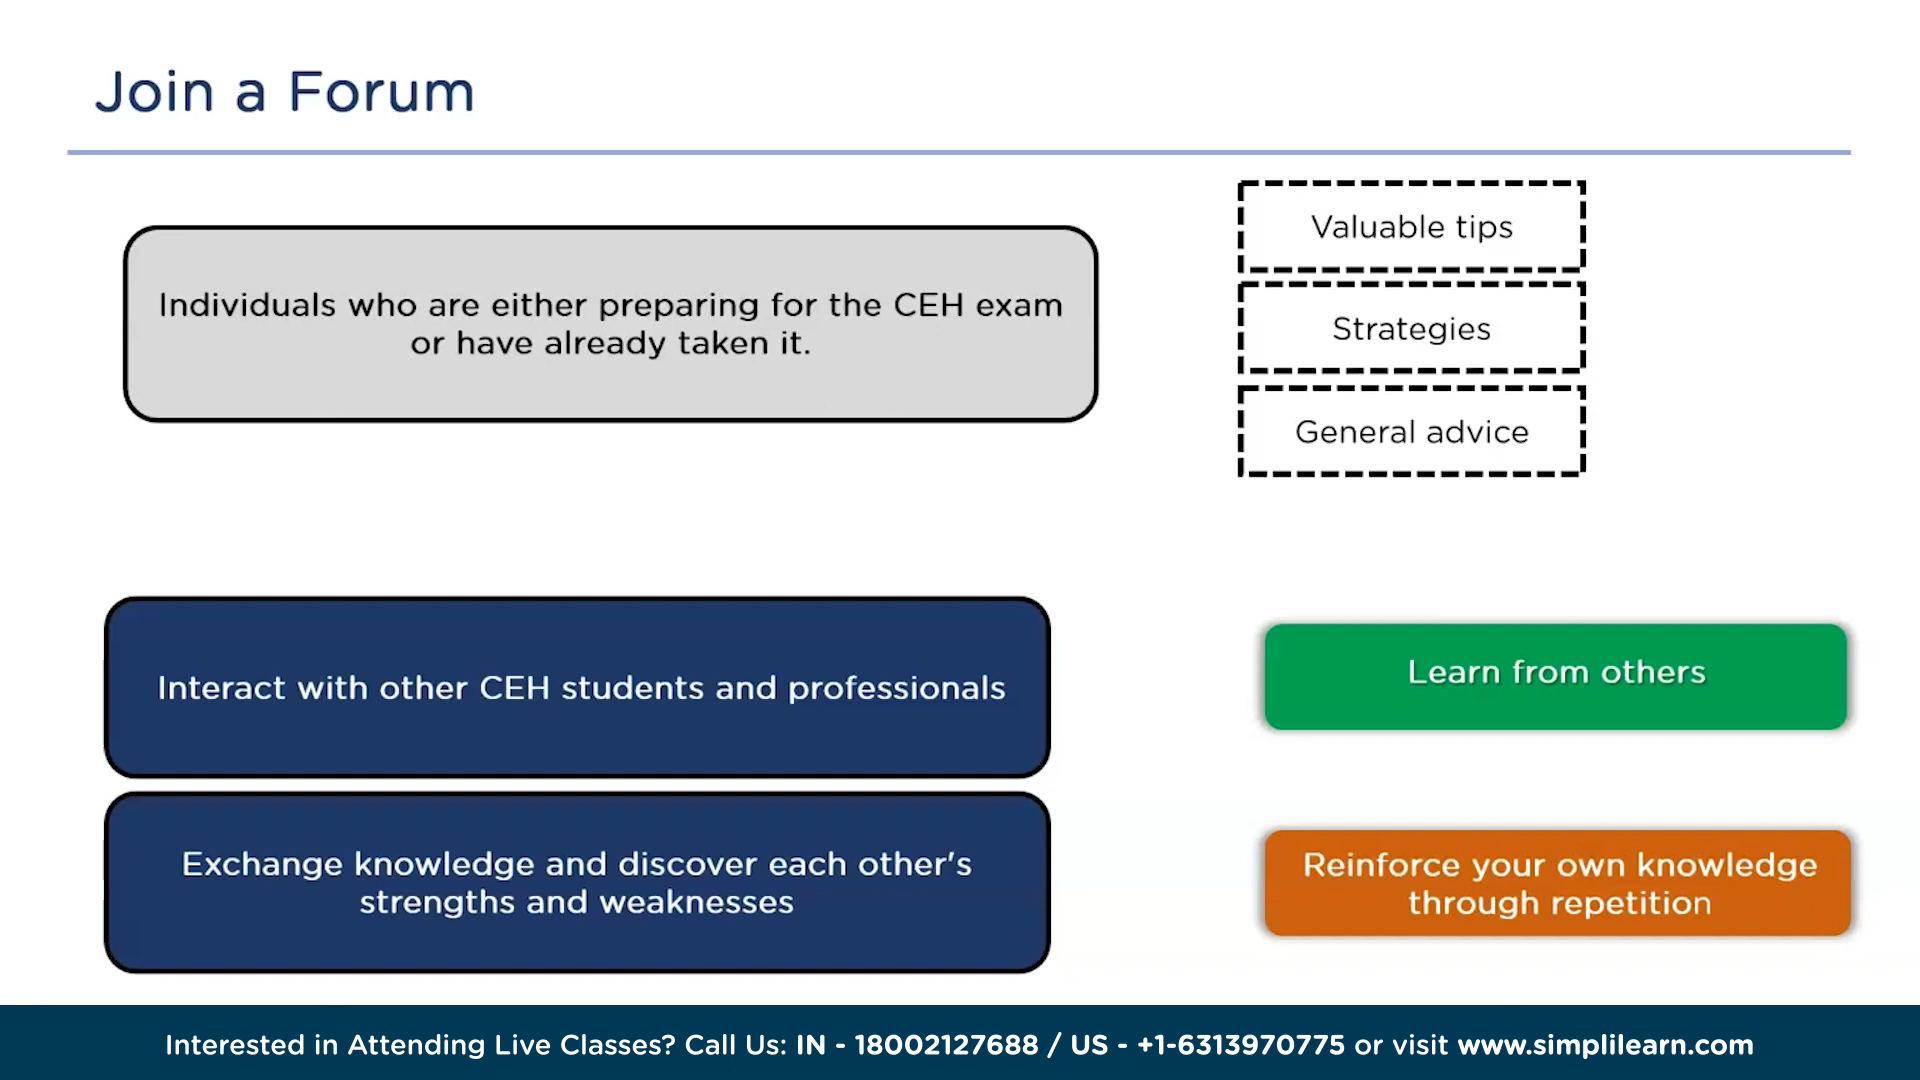 Join a Forum
Individuals who are either preparing for the CEH exam
or have already taken it.
Valuable tips
Strategies
General advice
Interact with other CEH students and professionals
Learn from others
Exchange knowledge and discover each other's
strengths and weaknesses
Reinforce your own knowledge
through repetition
Interested in Attending Live Classes? Call Us: IN - 18002127688 / US - +1-6313970775 or visit www.simplilearn.com